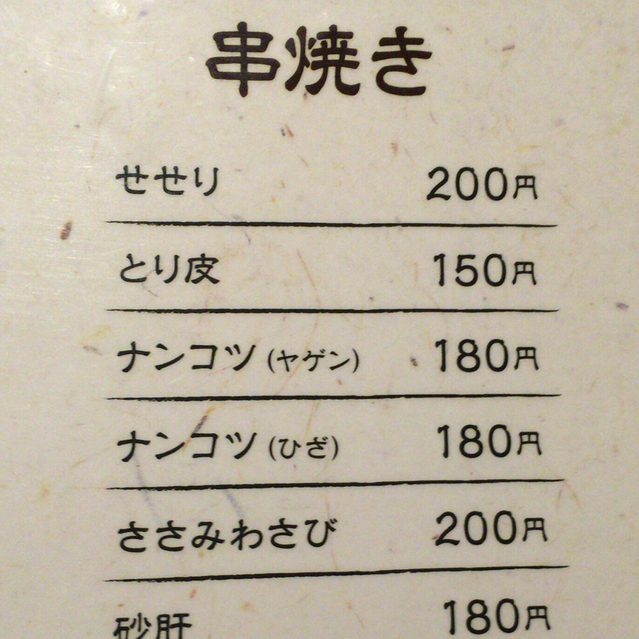 串焼き
せせり 200円
とり皮 150円
ナンコツ(ヤゲン) 180円
ナンコツ(ひざ) 180円
ささみわさび 200円
砂肝 180円